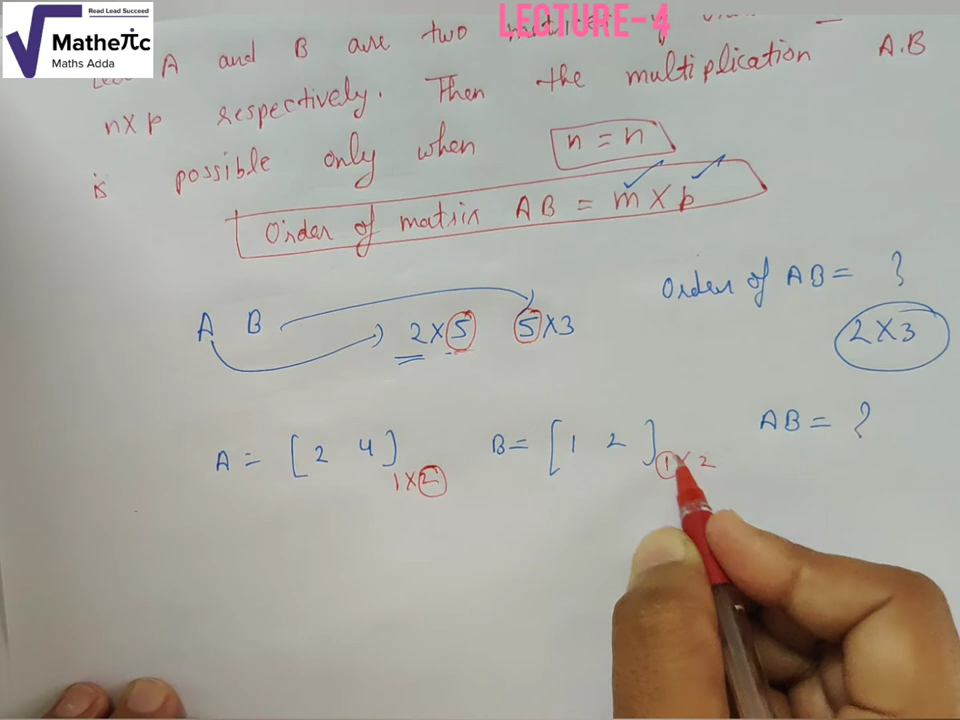 LECTURE-4
Read Lead Succeed
Matheπc
Maths Adda
A and B are two
n×p respectively. Then the multiplication A.B
is possible only when n = n
Order of matrix AB = m×p
Order of AB = ?
A B 2×5 5×3
2×3
A = [2 4] 1×2 B = [1 2] 1×2 AB = ?